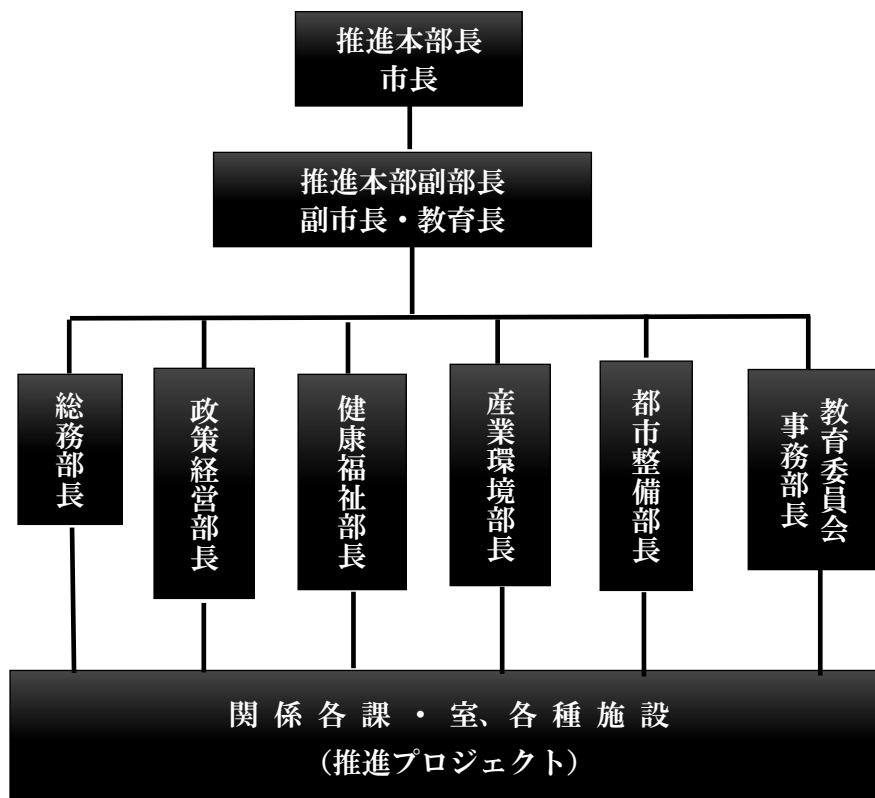 推進本部長
市長
推進本部副部長
副市長・教育長
総務部長
政策経営部長
健康福祉部長
産業環境部長
都市整備部長
教育委員会
事務部長
関係各課・室、各種施設
（推進プロジェクト）